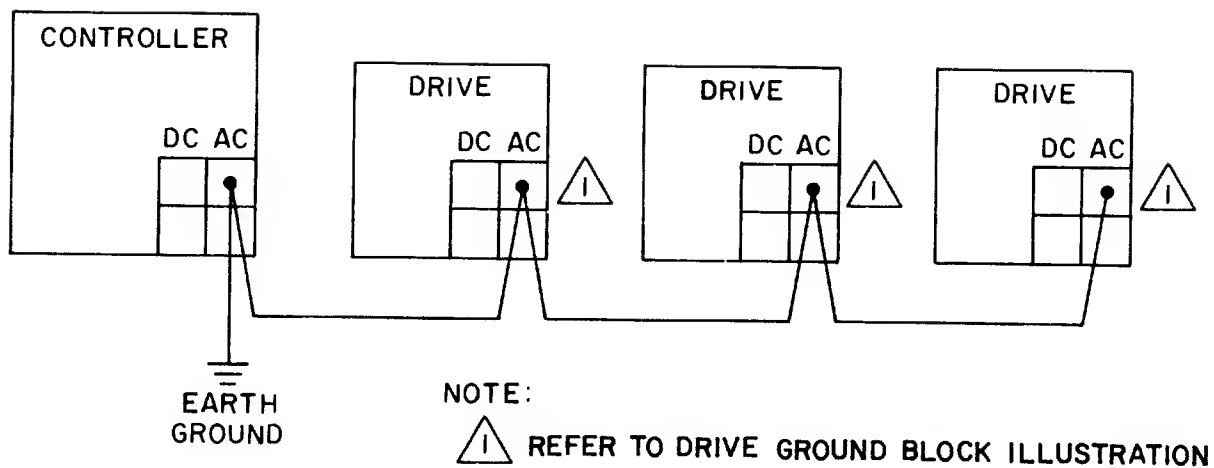 CONTROLLER
DC AC
DRIVE
DC AC
1
DRIVE
DC AC
1
DRIVE
DC AC
1
EARTH
GROUND
NOTE:
1 REFER TO DRIVE GROUND BLOCK ILLUSTRATION